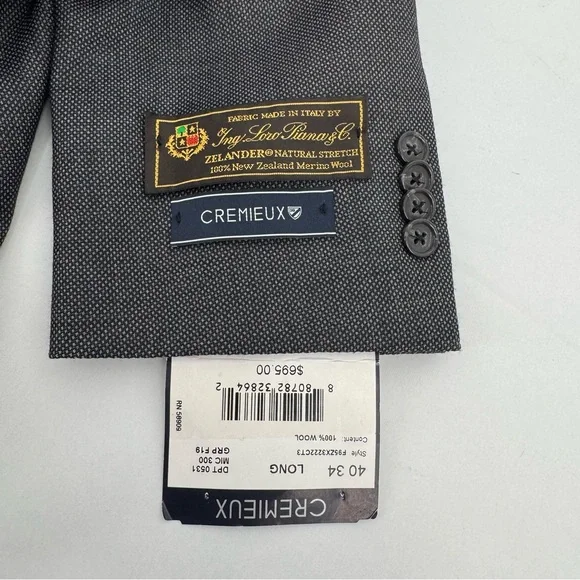 FABRIC MADE IN ITALY BY
Ing. Loro Piana & C.
ZELANDER® NATURAL STRETCH
100% New Zealand Merino Wool
CREMIEUX
CREMIEUX
40 34 LONG DPT 0531
MIC 300
GRP F19
Style: F95ZX3222CT3
Content: 100% WOOL
RN 58909
8 80782 32864 2
$695.00